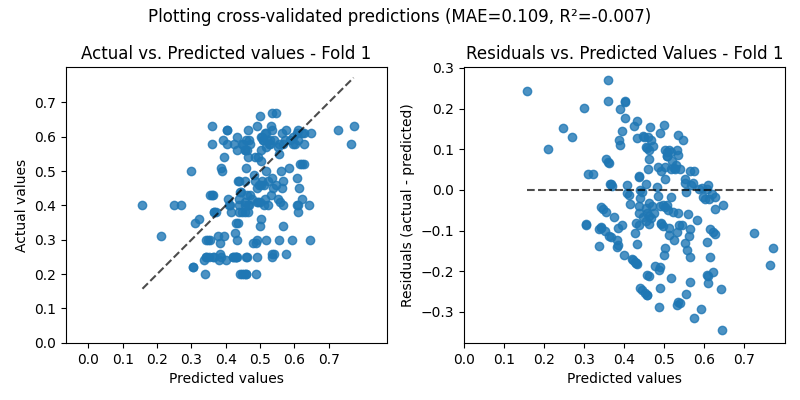 Plotting cross-validated predictions (MAE=0.109, R²=-0.007)
Actual vs. Predicted values - Fold 1
Actual values
0.7
0.6
0.5
0.4
0.3
0.2
0.1
0.0
0.0 0.1 0.2 0.3 0.4 0.5 0.6 0.7
Predicted values
Residuals vs. Predicted Values - Fold 1
Residuals (actual - predicted)
0.3
0.2
0.1
0.0
−0.1
−0.2
−0.3
0.0 0.1 0.2 0.3 0.4 0.5 0.6 0.7
Predicted values